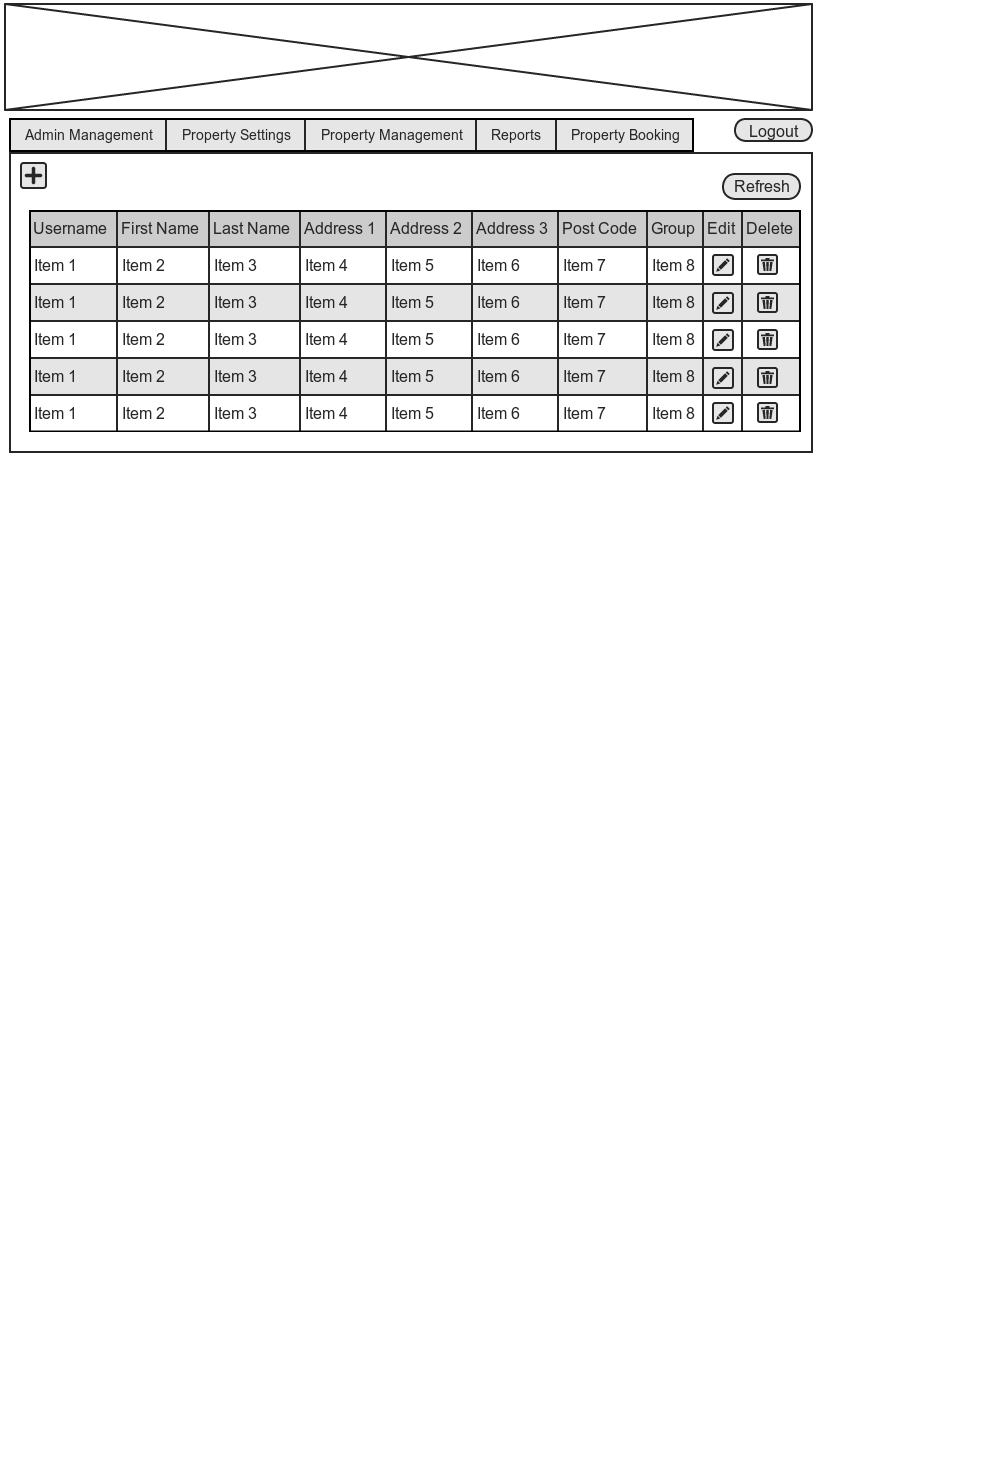 Admin Management Property Settings Property Management Reports Property Booking Logout
Refresh
Username First Name Last Name Address 1 Address 2 Address 3 Post Code Group Edit Delete
Item 1 Item 2 Item 3 Item 4 Item 5 Item 6 Item 7 Item 8
Item 1 Item 2 Item 3 Item 4 Item 5 Item 6 Item 7 Item 8
Item 1 Item 2 Item 3 Item 4 Item 5 Item 6 Item 7 Item 8
Item 1 Item 2 Item 3 Item 4 Item 5 Item 6 Item 7 Item 8
Item 1 Item 2 Item 3 Item 4 Item 5 Item 6 Item 7 Item 8